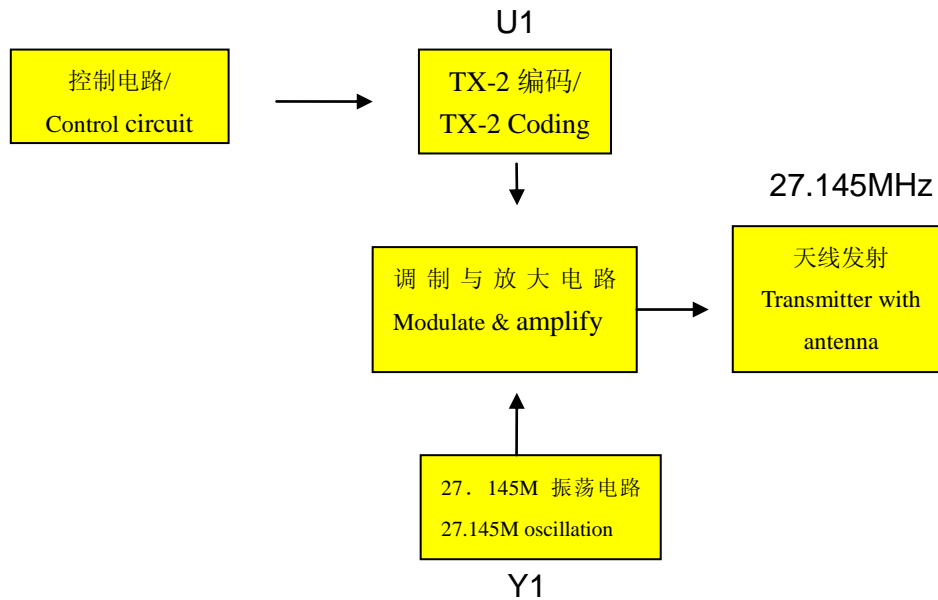 U1
控制电路/
Control circuit
TX-2 编码/
TX-2 Coding
27.145MHz
调制与放大电路
Modulate & amplify
天线发射
Transmitter with
antenna
27．145M 振荡电路
27.145M oscillation
Y1